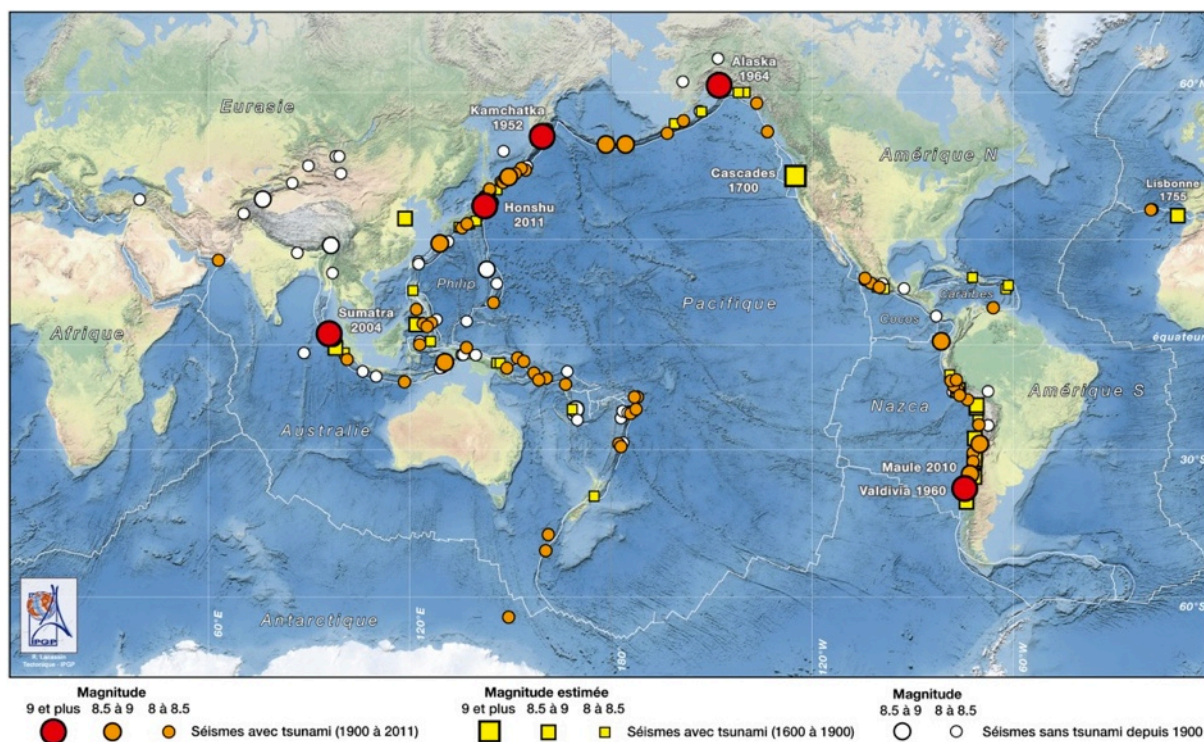 Eurasie
Kamchatka
1952
Alaska
1964
60°N
Amérique N
Cascades
1700
Lisbonne
1755
Honshu
2011
Philip
Pacifique
Caraïbes
Cocos
Sumatra
2004
Afrique
équateur
Amérique S
Nazca
Australie
30°S
Maule 2010
Valdivia 1960
60°S
Antarctique
60°E
120°E
180
120°W
60°W
IPGP
Tectonique - IPGP
Magnitude
9 et plus 8.5 à 9 8 à 8.5
Séismes avec tsunami (1900 à 2011)
Magnitude estimée
9 et plus 8.5 à 9 8 à 8.5
Séismes avec tsunami (1600 à 1900)
Magnitude
8.5 à 9 8 à 8.5
Séismes sans tsunami depuis 190